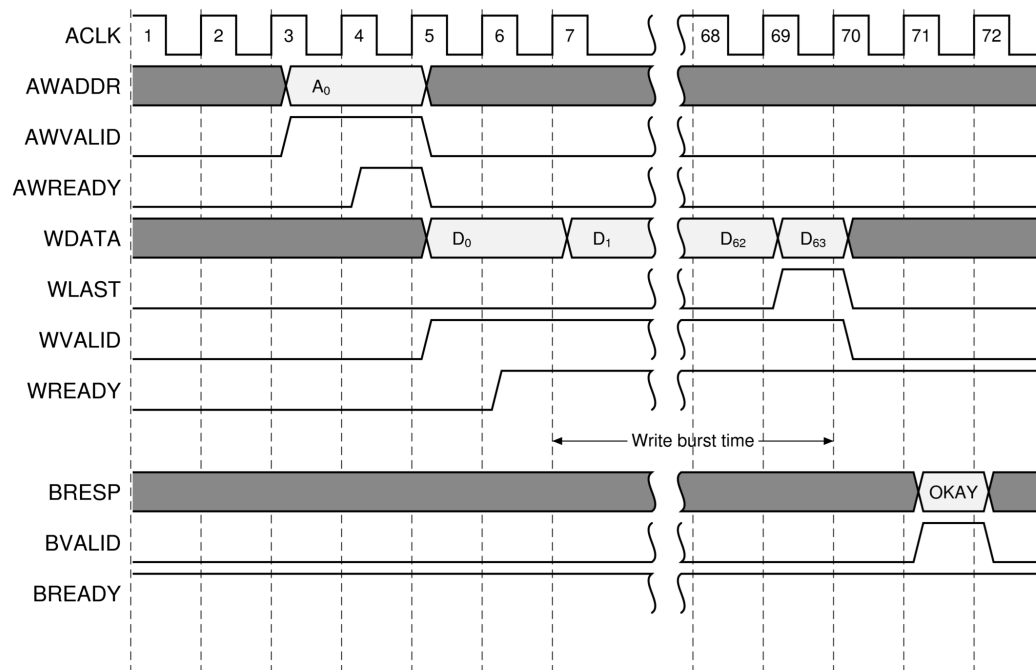 ACLK 1 2 3 4 5 6 7 68 69 70 71 72
AWADDR A₀
AWVALID
AWREADY
WDATA D₀ D₁ D₆₂ D₆₃
WLAST
WVALID
WREADY
Write burst time
BRESP OKAY
BVALID
BREADY